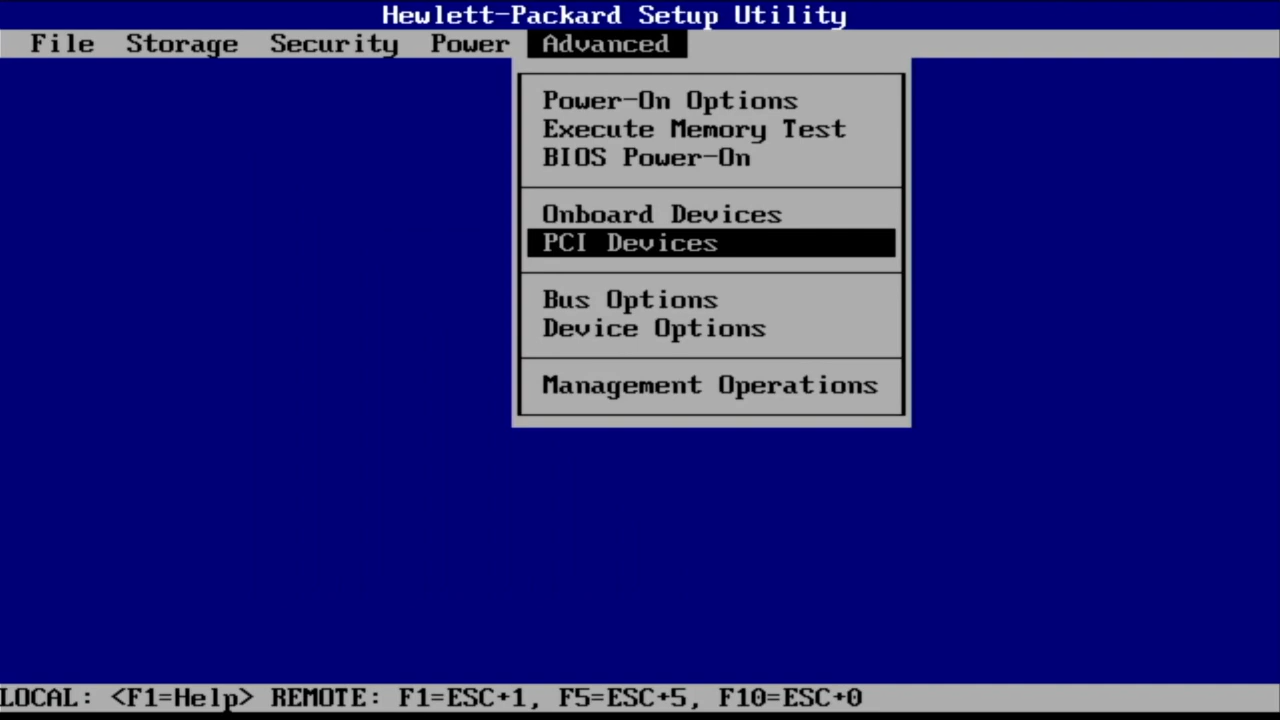 Hewlett-Packard Setup Utility
File Storage Security Power Advanced
Power-On Options
Execute Memory Test
BIOS Power-On
Onboard Devices
PCI Devices
Bus Options
Device Options
Management Operations
LOCAL: <F1=Help> REMOTE: F1=ESC+1, F5=ESC+5, F10=ESC+0